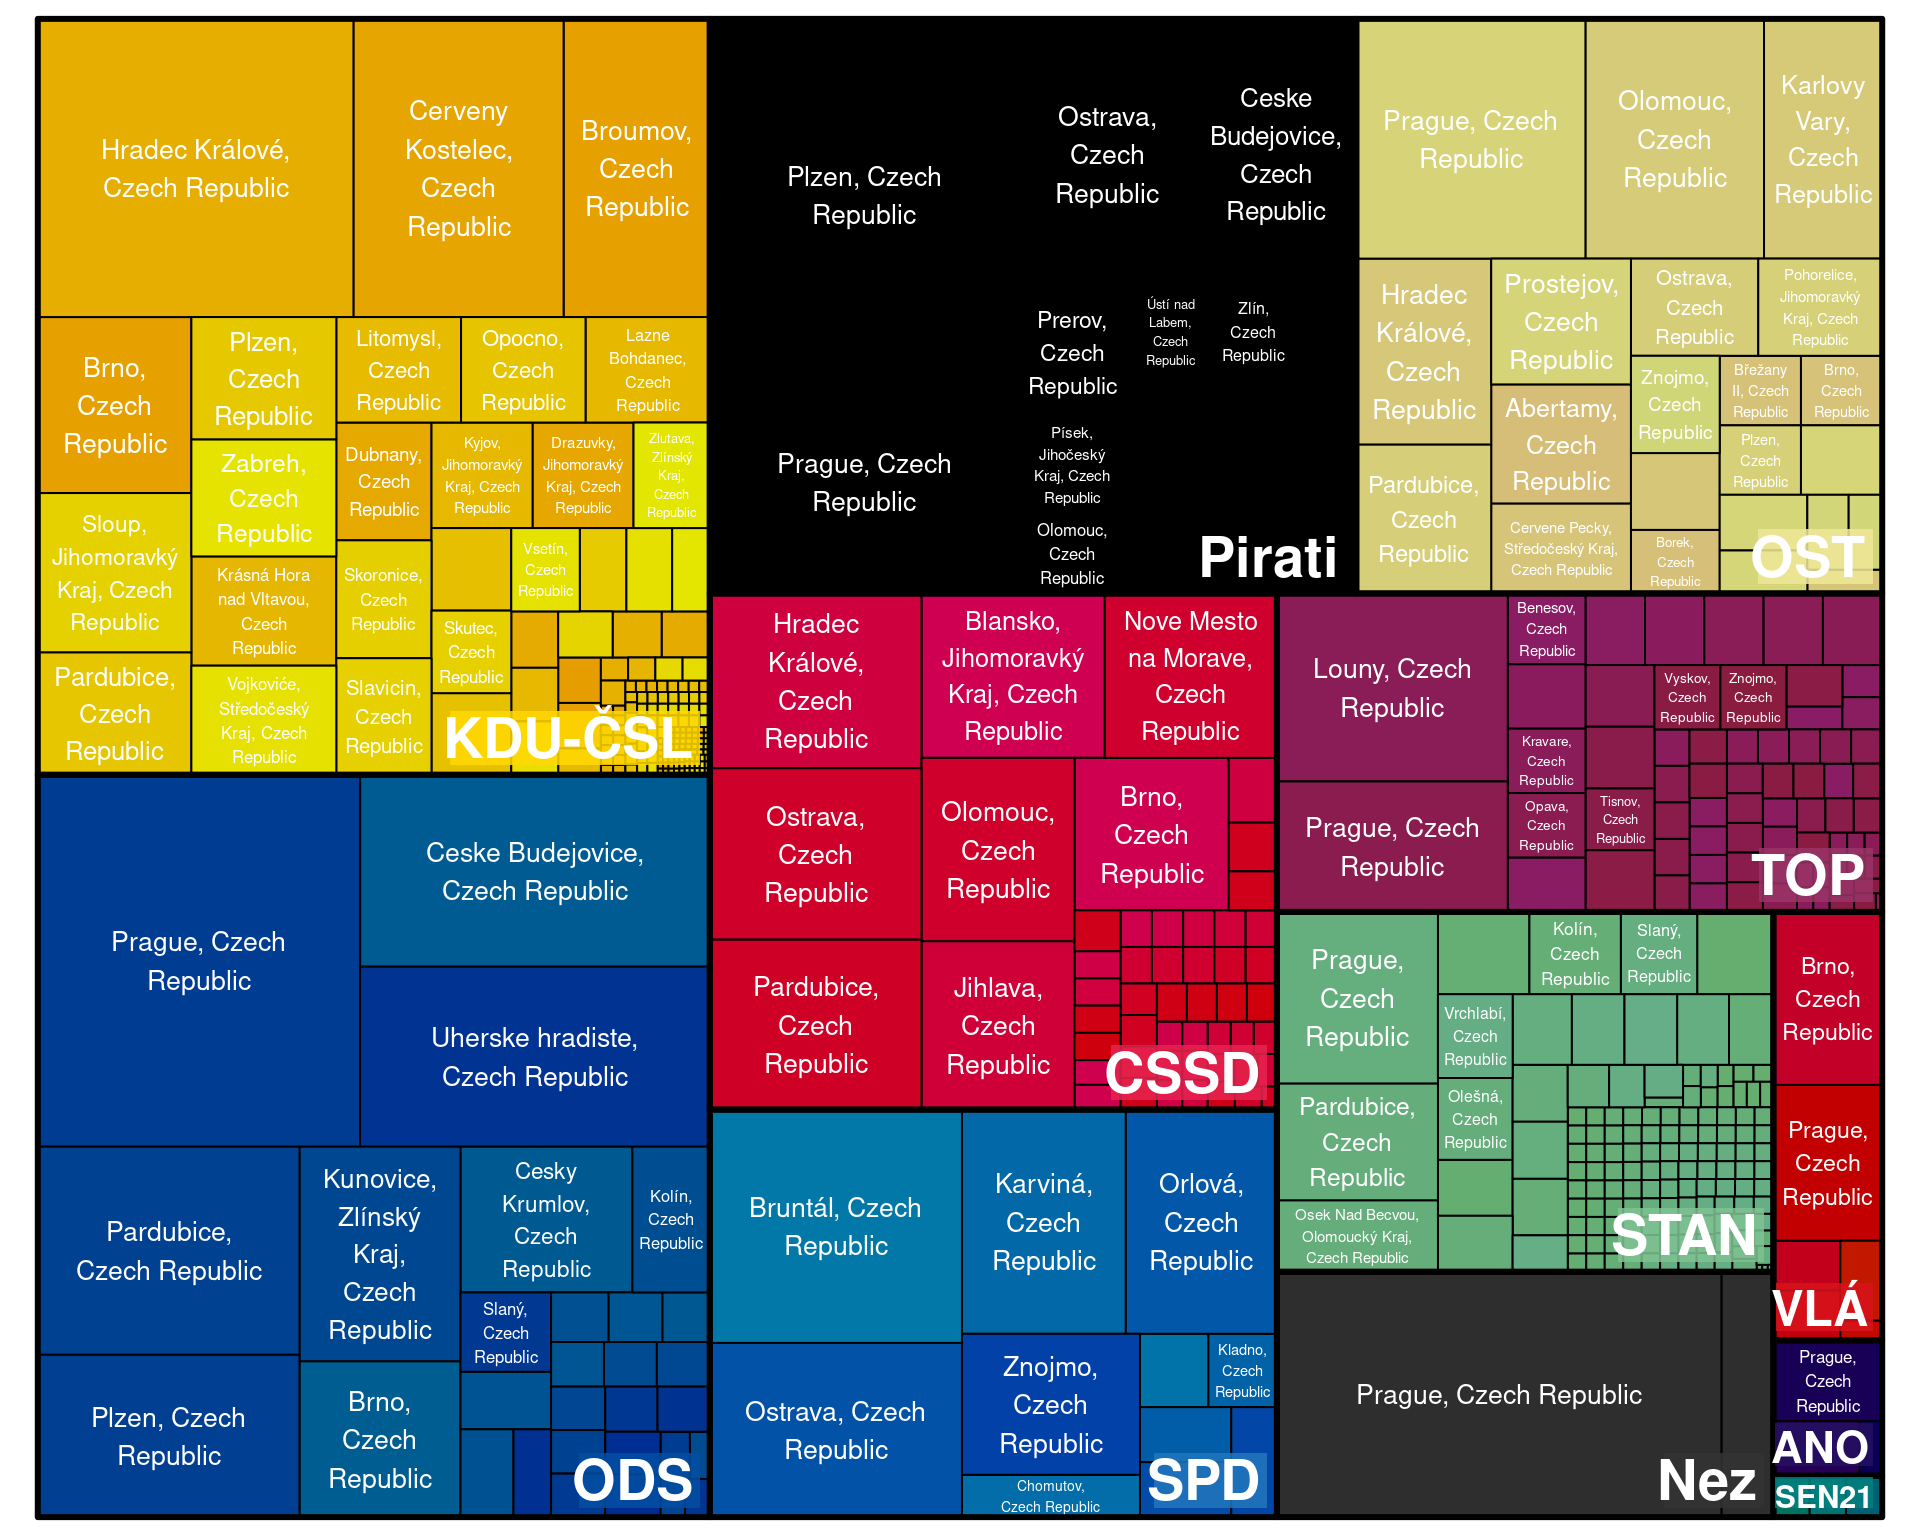 Hradec Králové,
Czech Republic
Cerveny
Kostelec,
Czech
Republic
Broumov,
Czech
Republic
Brno,
Czech
Republic
Plzen,
Czech
Republic
Litomysl,
Czech
Republic
Opocno,
Czech
Republic
Lazne
Bohdanec,
Czech
Republic
Zabreh,
Czech
Republic
Dubnany,
Czech
Republic
Kyjov,
Jihomoravký
Kraj, Czech
Republic
Drazuvky,
Jihomoravký
Kraj, Czech
Republic
Zlutava,
Zlínský
Kraj,
Czech
Republic
Sloup,
Jihomoravký
Kraj, Czech
Republic
Krásná Hora
nad Vltavou,
Czech
Republic
Skoronice,
Czech
Republic
Vsetín,
Czech
Republic
Skutec,
Czech
Republic
Pardubice,
Czech
Republic
Vojkoviće,
Středočeský
Kraj, Czech
Republic
Slavicin,
Czech
Republic
KDU-ČSL
Plzen, Czech
Republic
Ostrava,
Czech
Republic
Ceske
Budejovice,
Czech
Republic
Prague, Czech
Republic
Prerov,
Czech
Republic
Ústí nad
Labem,
Czech
Republic
Zlín,
Czech
Republic
Písek,
Jihočeský
Kraj, Czech
Republic
Olomouc,
Czech
Republic
Pirati
Prague, Czech
Republic
Olomouc,
Czech
Republic
Karlovy
Vary,
Czech
Republic
Hradec
Králové,
Czech
Republic
Prostejov,
Czech
Republic
Ostrava,
Czech
Republic
Pohorelice,
Jihomoravký
Kraj, Czech
Republic
Znojmo,
Czech
Republic
Břežany
II, Czech
Republic
Brno,
Czech
Republic
Abertamy,
Czech
Republic
Plzen,
Czech
Republic
Pardubice,
Czech
Republic
Cervene Pecky,
Středočeský Kraj,
Czech Republic
Borek,
Czech
Republic
OST
Prague, Czech
Republic
Ceske Budejovice,
Czech Republic
Uherske hradiste,
Czech Republic
Pardubice,
Czech Republic
Kunovice,
Zlínský
Kraj,
Czech
Republic
Cesky
Krumlov,
Czech
Republic
Kolín,
Czech
Republic
Slaný,
Czech
Republic
Plzen, Czech
Republic
Brno,
Czech
Republic
ODS
Hradec
Králové,
Czech
Republic
Blansko,
Jihomoravký
Kraj, Czech
Republic
Nove Mesto
na Morave,
Czech
Republic
Ostrava,
Czech
Republic
Olomouc,
Czech
Republic
Brno,
Czech
Republic
Pardubice,
Czech
Republic
Jihlava,
Czech
Republic
CSSD
Bruntál, Czech
Republic
Karviná,
Czech
Republic
Orlová,
Czech
Republic
Ostrava, Czech
Republic
Znojmo,
Czech
Republic
Kladno,
Czech
Republic
Chomutov,
Czech Republic
SPD
Louny, Czech
Republic
Benesov,
Czech
Republic
Vyskov,
Czech
Republic
Znojmo,
Czech
Republic
Kravare,
Czech
Republic
Prague, Czech
Republic
Opava,
Czech
Republic
Tisnov,
Czech
Republic
TOP
Prague,
Czech
Republic
Kolín,
Czech
Republic
Slaný,
Czech
Republic
Vrchlabí,
Czech
Republic
Pardubice,
Czech
Republic
Olešná,
Czech
Republic
Osek Nad Becvou,
Olomoucký Kraj,
Czech Republic
STAN
Brno,
Czech
Republic
Prague,
Czech
Republic
VLÁ
Prague, Czech Republic
Nez
Prague,
Czech
Republic
ANO
SEN21